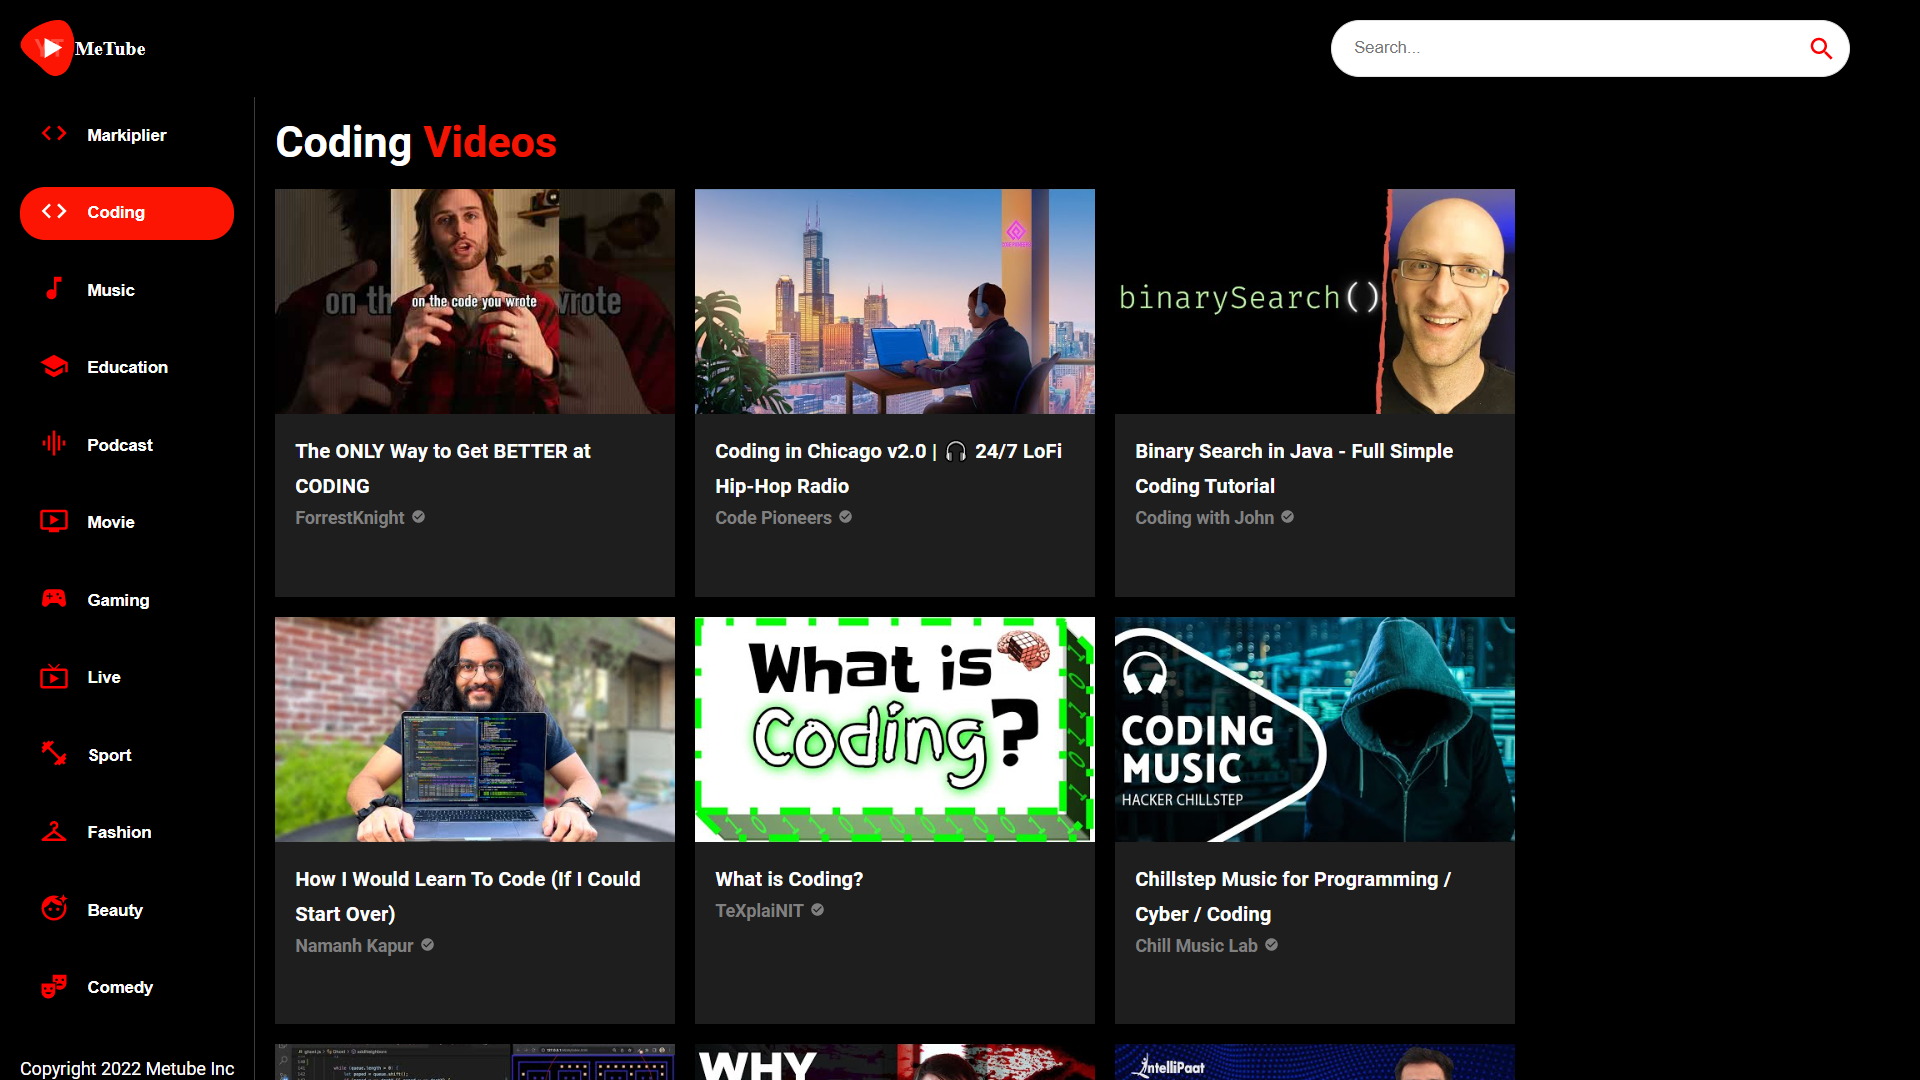 MeTube
Search...
Markiplier
Coding
Music
Education
Podcast
Movie
Gaming
Live
Sport
Fashion
Beauty
Comedy
Copyright 2022 Metube Inc
Coding Videos
on the code you wrote
The ONLY Way to Get BETTER at
CODING
ForrestKnight
Coding in Chicago v2.0 | 🎧 24/7 LoFi
Hip-Hop Radio
Code Pioneers
binarySearch()
Binary Search in Java - Full Simple
Coding Tutorial
Coding with John
How I Would Learn To Code (If I Could
Start Over)
Namanh Kapur
What is
Coding?
What is Coding?
TeXplaiNIT
CODING
MUSIC
HACKER CHILLSTEP
Chillstep Music for Programming /
Cyber / Coding
Chill Music Lab
WHY
INTELLIPAAT